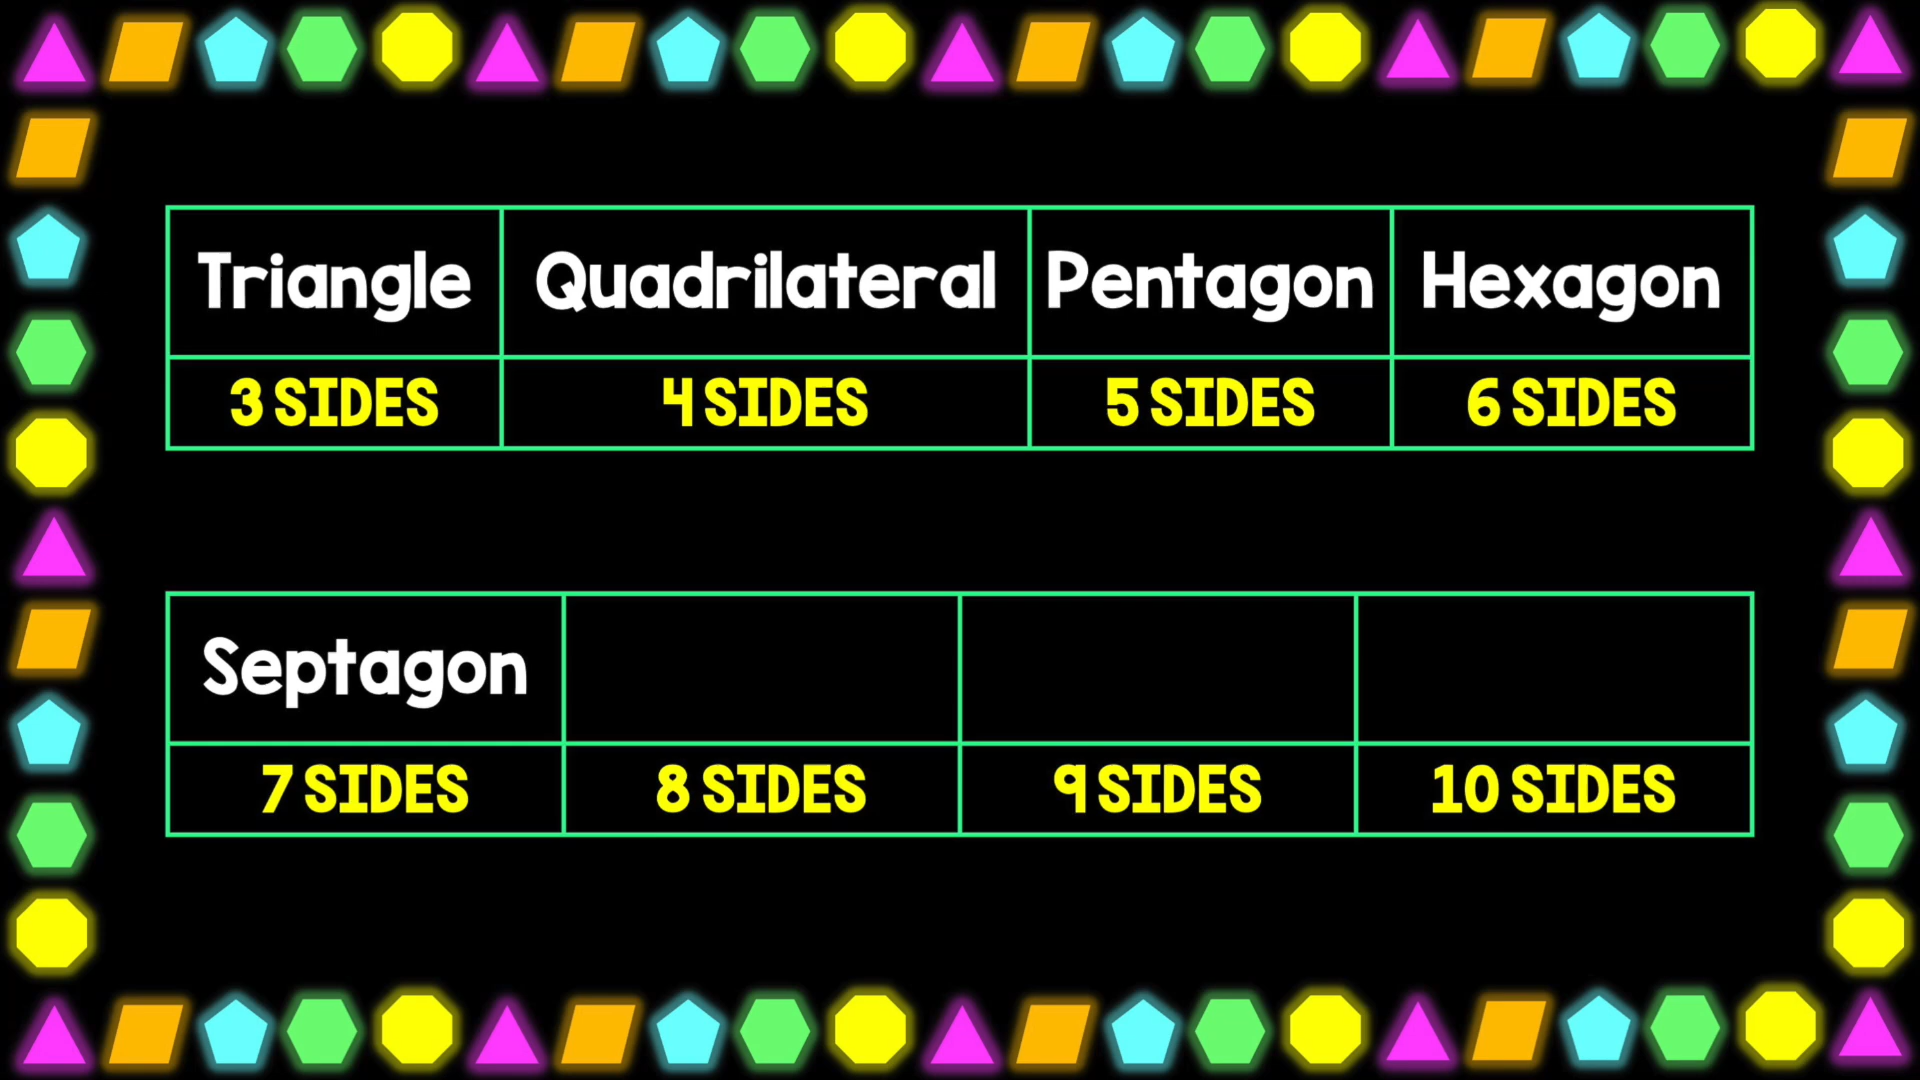 Triangle Quadrilateral Pentagon Hexagon
3 SIDES 4 SIDES 5 SIDES 6 SIDES
Septagon
7 SIDES 8 SIDES 9 SIDES 10 SIDES